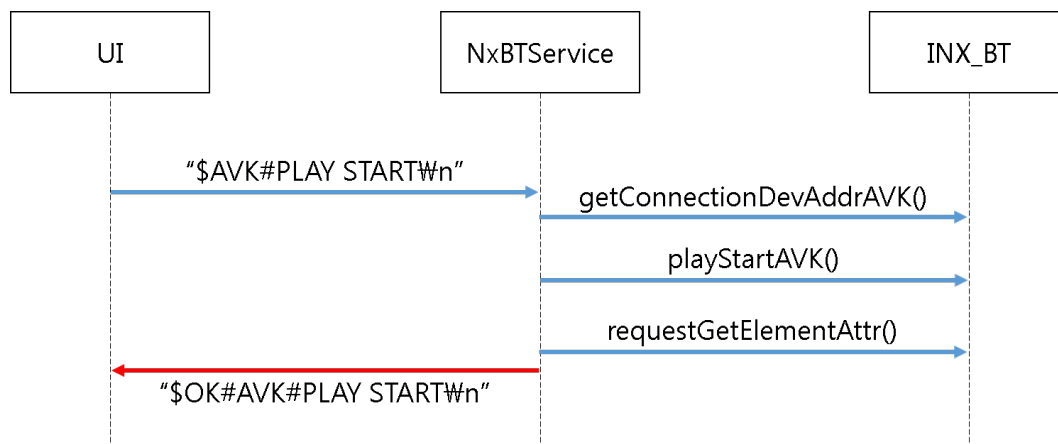 UI
NxBTService
INX_BT
“$AVK#PLAY START₩n”
getConnectionDevAddrAVK()
playStartAVK()
requestGetElementAttr()
“$OK#AVK#PLAY START₩n”